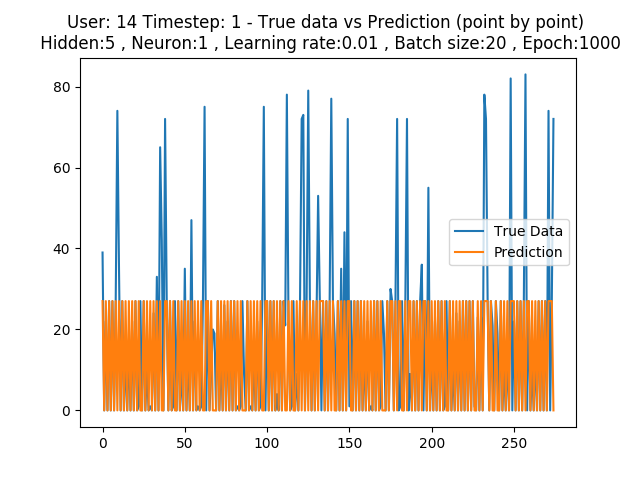 User: 14 Timestep: 1 - True data vs Prediction (point by point)
Hidden:5 , Neuron:1 , Learning rate:0.01 , Batch size:20 , Epoch:1000
80
60
40
20
0
True Data
Prediction
0 50 100 150 200 250